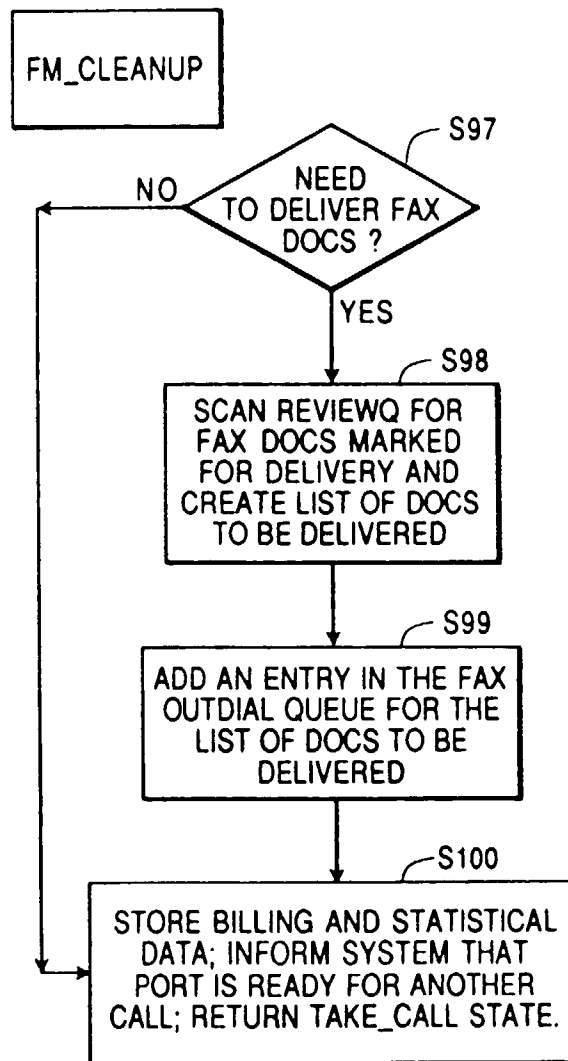 FM_CLEANUP
S97
NEED
TO DELIVER FAX
DOCS ?
NO
YES
S98
SCAN REVIEWQ FOR
FAX DOCS MARKED
FOR DELIVERY AND
CREATE LIST OF DOCS
TO BE DELIVERED
S99
ADD AN ENTRY IN THE FAX
OUTDIAL QUEUE FOR THE
LIST OF DOCS TO BE
DELIVERED
S100
STORE BILLING AND STATISTICAL
DATA; INFORM SYSTEM THAT
PORT IS READY FOR ANOTHER
CALL; RETURN TAKE_CALL STATE.